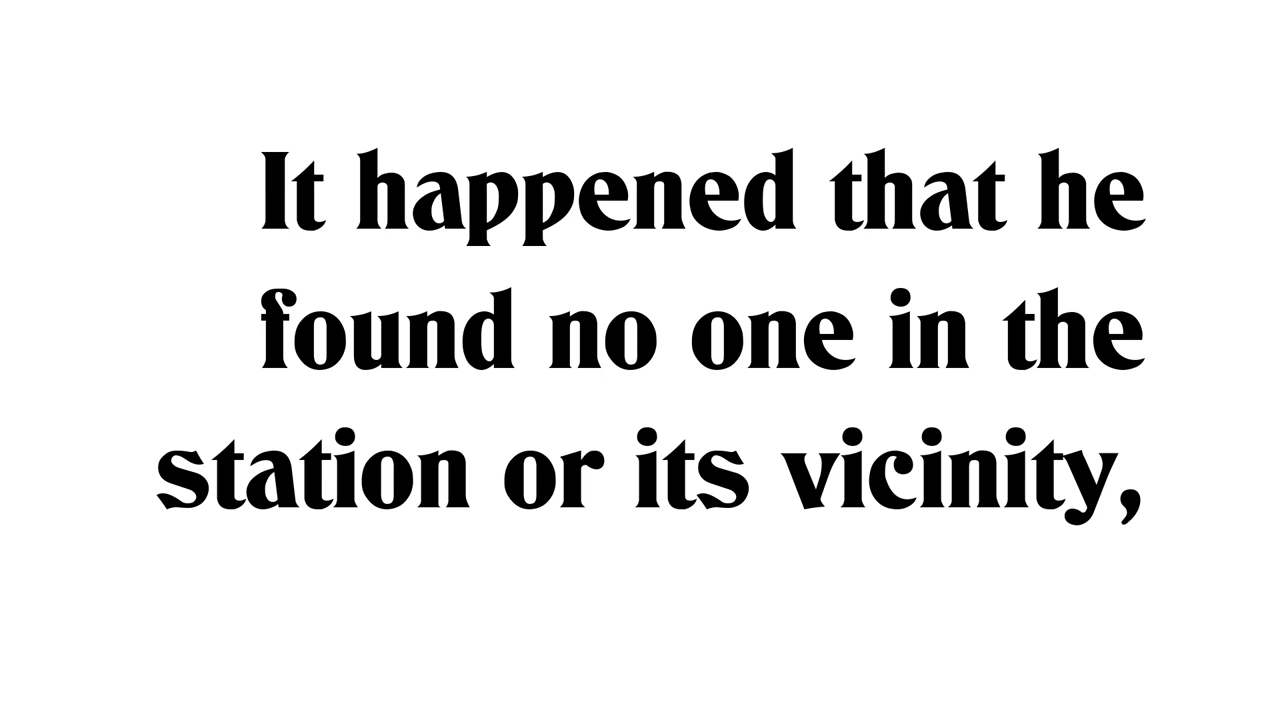 It happened that he
found no one in the
station or its vicinity,